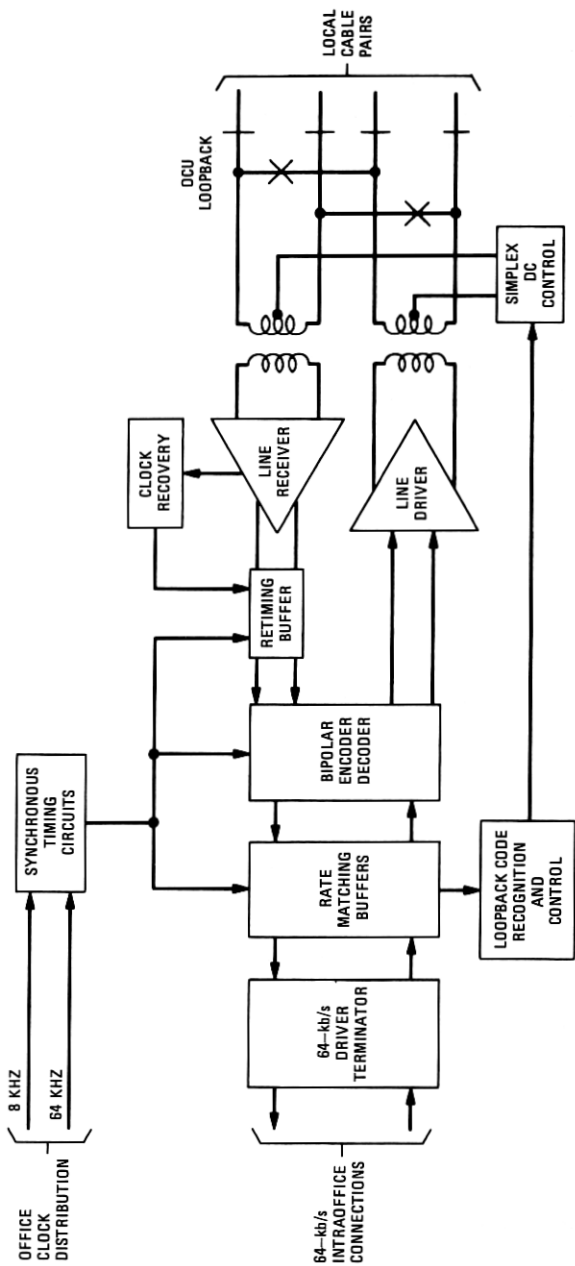 OFFICE
CLOCK
DISTRIBUTION
8 KHZ
64 KHZ
SYNCHRONOUS
TIMING
CIRCUITS
CLOCK
RECOVERY
OCU
LOOPBACK
LOCAL
CABLE
PAIRS
LINE
RECEIVER
RETIMING
BUFFER
64-kb/s
INTRAOFFICE
CONNECTIONS
64-kb/s
DRIVER
TERMINATOR
RATE
MATCHING
BUFFERS
BIPOLAR
ENCODER
DECODER
LINE
DRIVER
LOOPBACK CODE
RECOGNITION
AND
CONTROL
SIMPLEX
DC
CONTROL